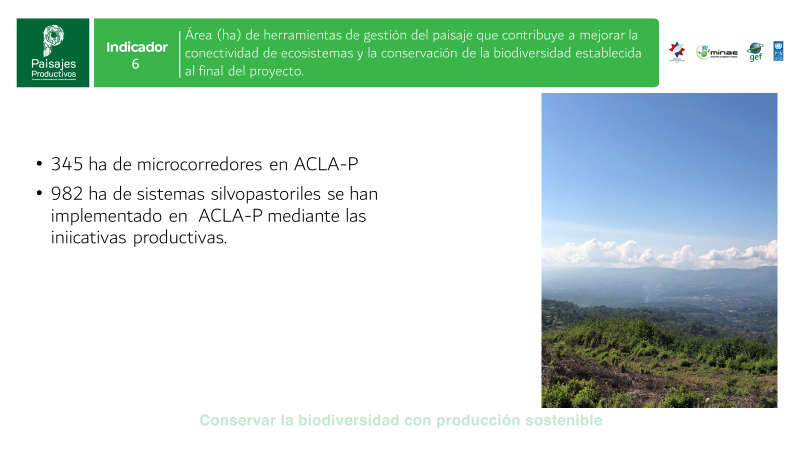 Paisajes
Productivos
Indicador
6
Área (ha) de herramientas de gestión del paisaje que contribuye a mejorar la
conectividad de ecosistemas y la conservación de la biodiversidad establecida
al final del proyecto.
minae
gef
• 345 ha de microcorredores en ACLA-P
• 982 ha de sistemas silvopastoriles se han
implementado en ACLA-P mediante las
iniicativas productivas.
Conservar la biodiversidad con producción sostenible